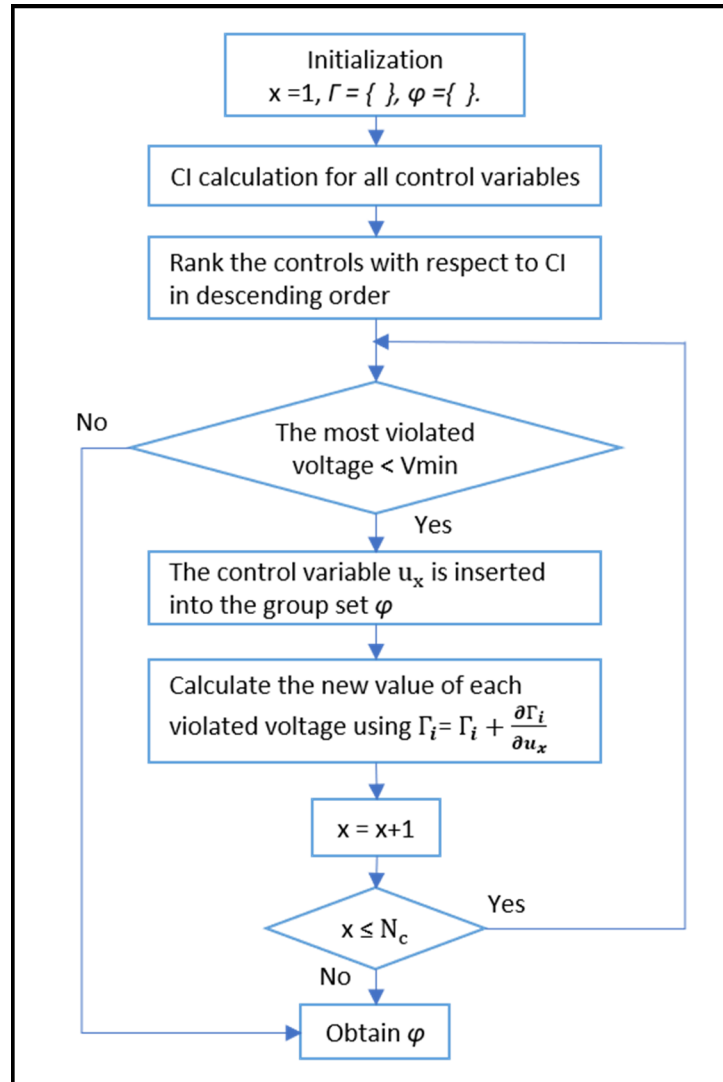 Initialization
x =1, Γ = { }, φ ={ }.
CI calculation for all control variables
Rank the controls with respect to CI
in descending order
No
The most violated
voltage < Vmin
Yes
The control variable uₓ is inserted
into the group set φ
Calculate the new value of each
violated voltage using Γᵢ= Γᵢ + ∂Γᵢ/∂uₓ
x = x+1
x ≤ N_c
Yes
No
Obtain φ